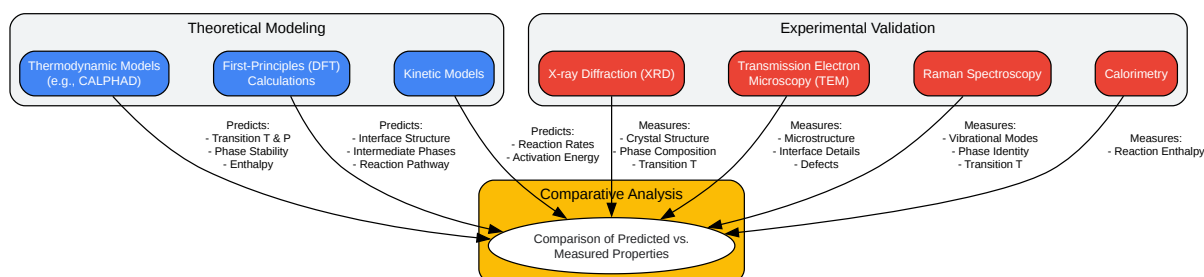 Theoretical Modeling
Experimental Validation
Thermodynamic Models
(e.g., CALPHAD)
First-Principles (DFT)
Calculations
Kinetic Models
X-ray Diffraction (XRD)
Transmission Electron
Microscopy (TEM)
Raman Spectroscopy
Calorimetry
Predicts:
- Transition T & P
- Phase Stability
- Enthalpy
Predicts:
- Interface Structure
- Intermediate Phases
- Reaction Pathway
Predicts:
- Reaction Rates
- Activation Energy
Measures:
- Crystal Structure
- Phase Composition
- Transition T
Measures:
- Microstructure
- Interface Details
- Defects
Measures:
- Vibrational Modes
- Phase Identity
- Transition T
Measures:
- Reaction Enthalpy
Comparative Analysis
Comparison of Predicted vs.
Measured Properties